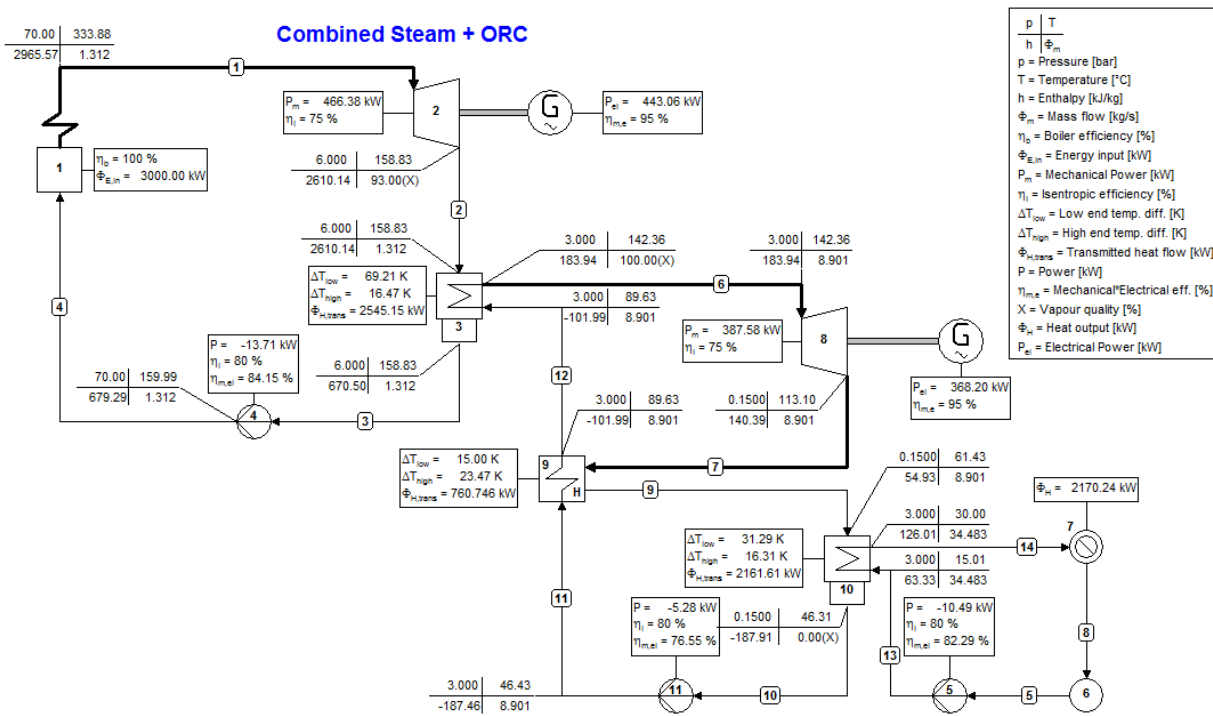 Combined Steam + ORC
70.00 333.88
2965.57 1.312
1
P_m = 466.38 kW
η_i = 75 %
2
G
~
P_el = 443.06 kW
η_m,e = 95 %
1
η_b = 100 %
Φ_E,in = 3000.00 kW
6.000 158.83
2610.14 93.00(X)
2
6.000 158.83
2610.14 1.312
3.000 142.36
183.94 100.00(X)
3.000 142.36
183.94 8.901
ΔT_low = 69.21 K
ΔT_high = 16.47 K
Φ_H,trans = 2545.15 kW
3
6
3.000 89.63
-101.99 8.901
4
P_m = 387.58 kW
η_i = 75 %
8
G
~
P = -13.71 kW
η_i = 80 %
η_m,el = 84.15 %
6.000 158.83
670.50 1.312
12
P_el = 368.20 kW
η_m,e = 95 %
70.00 159.99
679.29 1.312
4
3
3.000 89.63
-101.99 8.901
0.1500 113.10
140.39 8.901
ΔT_low = 15.00 K
ΔT_high = 23.47 K
Φ_H,trans = 760.746 kW
9
H
7
9
0.1500 61.43
54.93 8.901
Φ_H = 2170.24 kW
3.000 30.00
126.01 34.483
14
7
ΔT_low = 31.29 K
ΔT_high = 16.31 K
Φ_H,trans = 2161.61 kW
10
3.000 15.01
63.33 34.483
11
P = -5.28 kW
η_i = 80 %
η_m,el = 76.55 %
0.1500 46.31
-187.91 0.00(X)
P = -10.49 kW
η_i = 80 %
η_m,el = 82.29 %
13
8
3.000 46.43
-187.46 8.901
11
10
5
5
6
p T
h Φ_m
p = Pressure [bar]
T = Temperature [°C]
h = Enthalpy [kJ/kg]
Φ_m = Mass flow [kg/s]
η_b = Boiler efficiency [%]
Φ_E,in = Energy input [kW]
P_m = Mechanical Power [kW]
η_i = Isentropic efficiency [%]
ΔT_low = Low end temp. diff. [K]
ΔT_high = High end temp. diff. [K]
Φ_H,trans = Transmitted heat flow [kW]
P = Power [kW]
η_m,e = Mechanical*Electrical eff. [%]
X = Vapour quality [%]
Φ_H = Heat output [kW]
P_el = Electrical Power [kW]